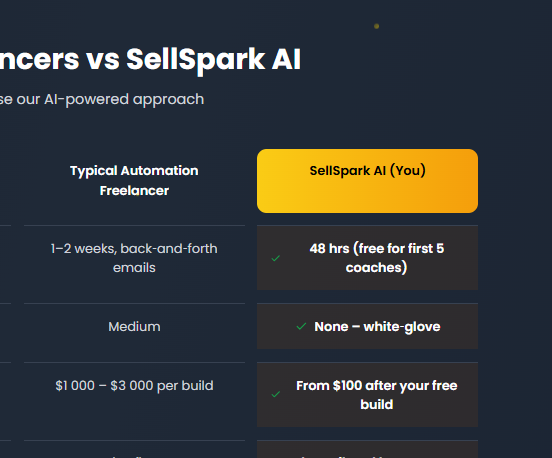 ncers vs SellSpark AI
se our AI-powered approach
Typical Automation
Freelancer
SellSpark AI (You)
1–2 weeks, back-and-forth
emails
48 hrs (free for first 5
coaches)
Medium
None – white-glove
$1 000 – $3 000 per build
From $100 after your free
build